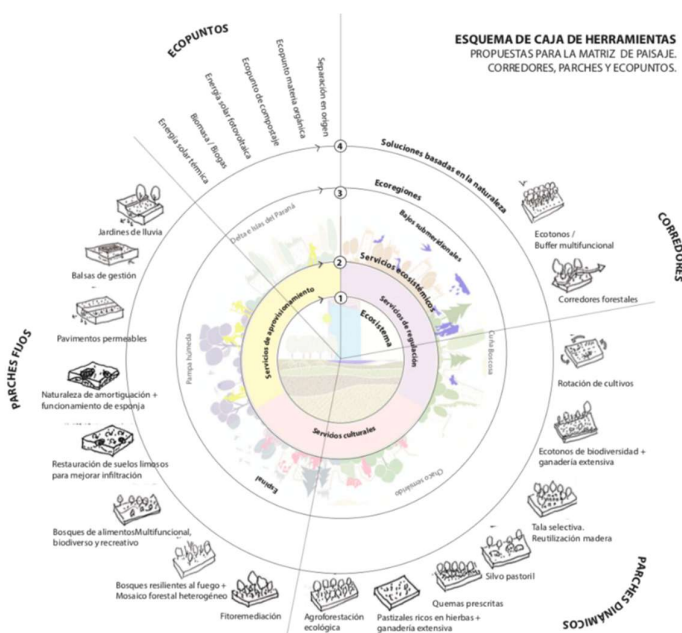 ESQUEMA DE CAJA DE HERRAMIENTAS
PROPUESTAS PARA LA MATRIZ DE PAISAJE.
CORREDORES, PARCHES Y ECOPUNTOS.
ECOPUNTOS
Energía solar térmica
Biomasa / Biogas
Energía solar fotovoltaica
Ecopunto de compostaje
Ecopunto materia orgánica
Separación en origen
4
Soluciones basadas en la naturaleza
3
Ecoregiones
2
Servicios ecosistémicos
1
Ecosistema
Servicios de aprovisionamiento
Servicios de regulación
Servicios culturales
Delta e Islas del Paraná
Bajos submeridionales
Cuña Boscosa
Chaco
Espinal
Pampa húmeda
CORREDORES
Ecotonos /
Buffer multifuncional
Corredores forestales
PARCHES DINÁMICOS
Rotación de cultivos
Ecotonos de biodiversidad +
ganadería extensiva
Tala selectiva.
Reutilización madera
Silvo pastoril
Quemas prescritas
Pastizales ricos en hierbas +
ganadería extensiva
Agroforestación
ecológica
PARCHES FIJOS
Jardines de lluvia
Balsas de gestión
Pavimentos permeables
Naturaleza de amortiguación +
funcionamiento de esponja
Restauración de suelos limosos
para mejorar infiltración
Bosques de alimentosMultifuncional,
biodiverso y recreativo
Bosques resilientes al fuego +
Mosaico forestal heterogéneo
Fitoremediación